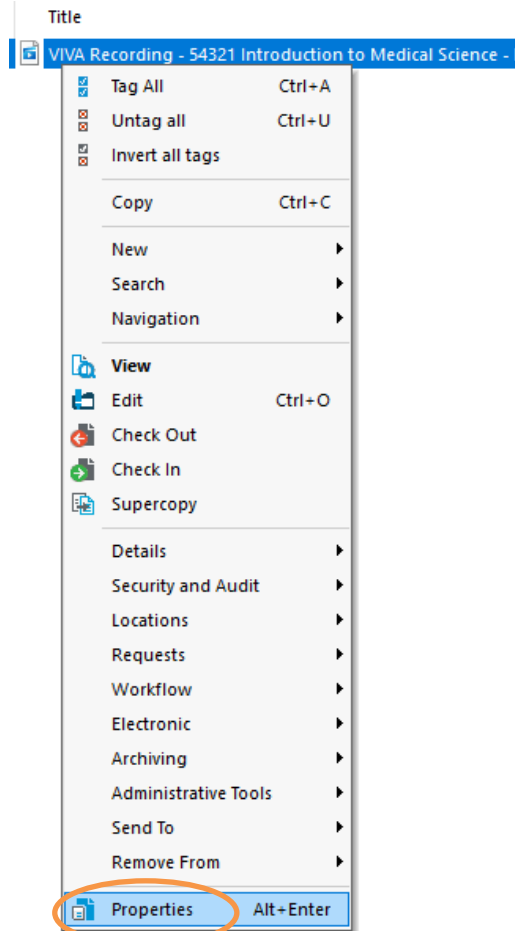 Title
VIVA Recording - 54321 Introduction to Medical Science -
Tag All Ctrl+A
Untag all Ctrl+U
Invert all tags
Copy Ctrl+C
New
Search
Navigation
View
Edit Ctrl+O
Check Out
Check In
Supercopy
Details
Security and Audit
Locations
Requests
Workflow
Electronic
Archiving
Administrative Tools
Send To
Remove From
Properties Alt+Enter